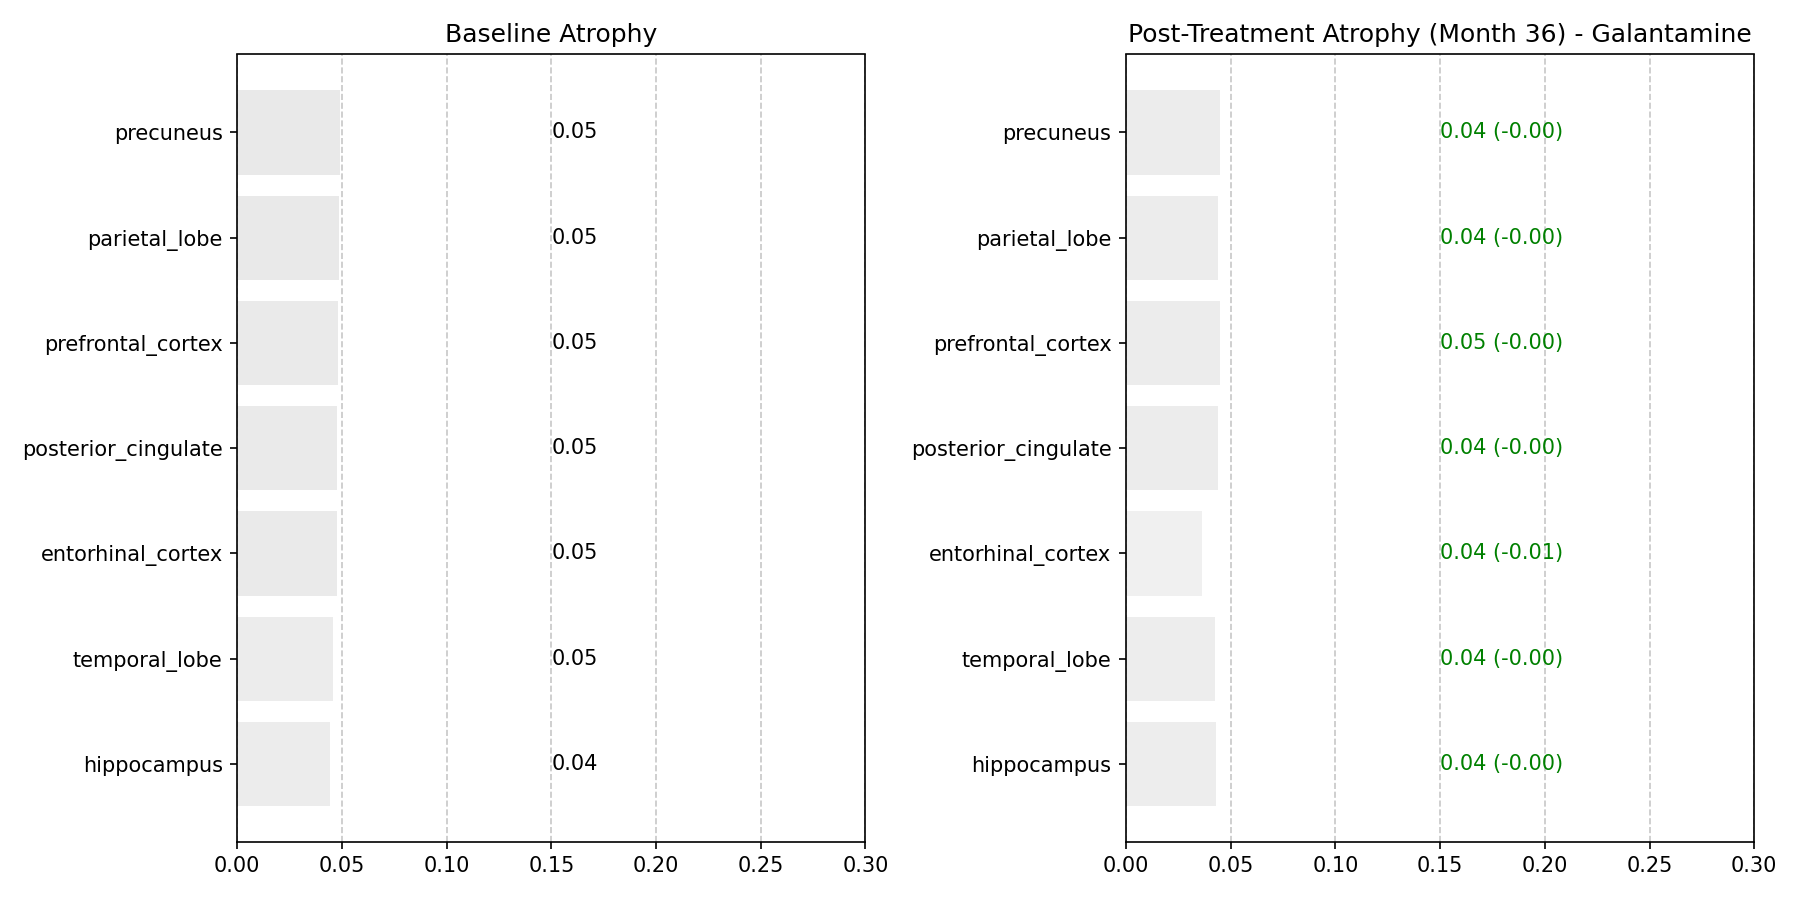 Baseline Atrophy
precuneus 0.05
parietal_lobe 0.05
prefrontal_cortex 0.05
posterior_cingulate 0.05
entorhinal_cortex 0.05
temporal_lobe 0.05
hippocampus 0.04
0.00 0.05 0.10 0.15 0.20 0.25 0.30
Post-Treatment Atrophy (Month 36) - Galantamine
precuneus 0.04 (-0.00)
parietal_lobe 0.04 (-0.00)
prefrontal_cortex 0.05 (-0.00)
posterior_cingulate 0.04 (-0.00)
entorhinal_cortex 0.04 (-0.01)
temporal_lobe 0.04 (-0.00)
hippocampus 0.04 (-0.00)
0.00 0.05 0.10 0.15 0.20 0.25 0.30